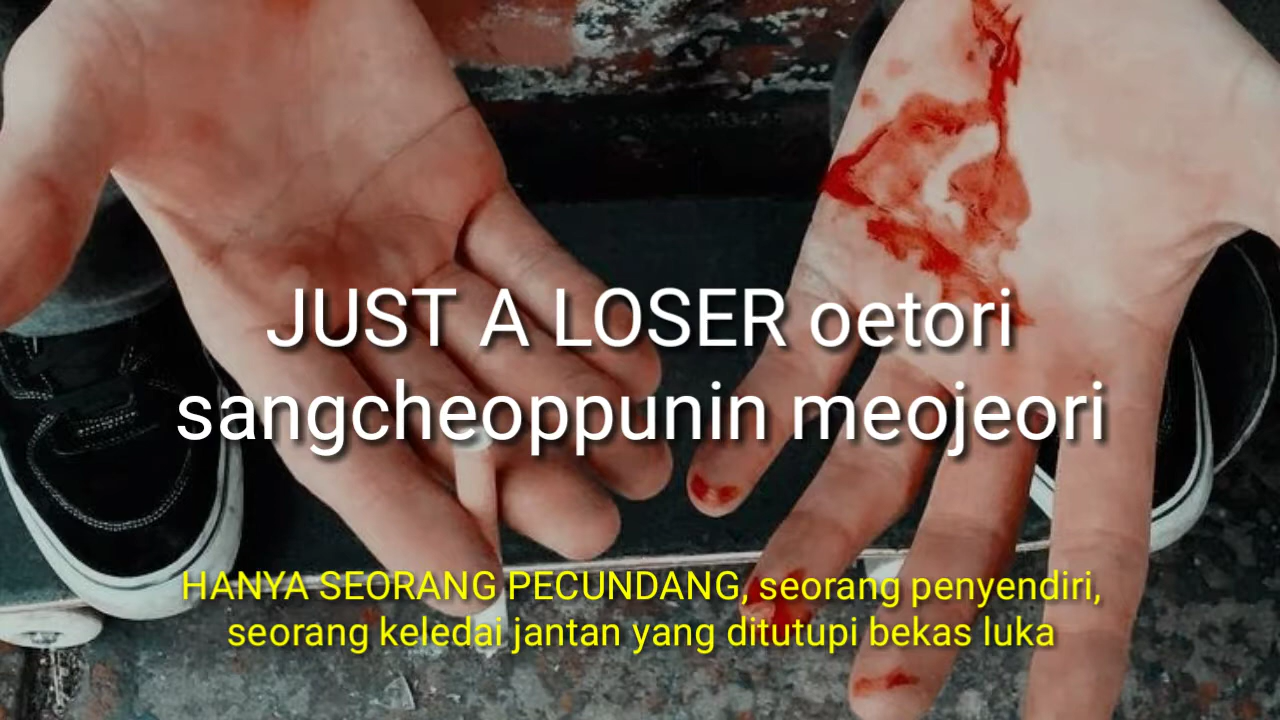 JUST A LOSER oetori
sangcheoppunin meojeori
HANYA SEORANG PECUNDANG, seorang penyendiri,
seorang keledai jantan yang ditutupi bekas luka